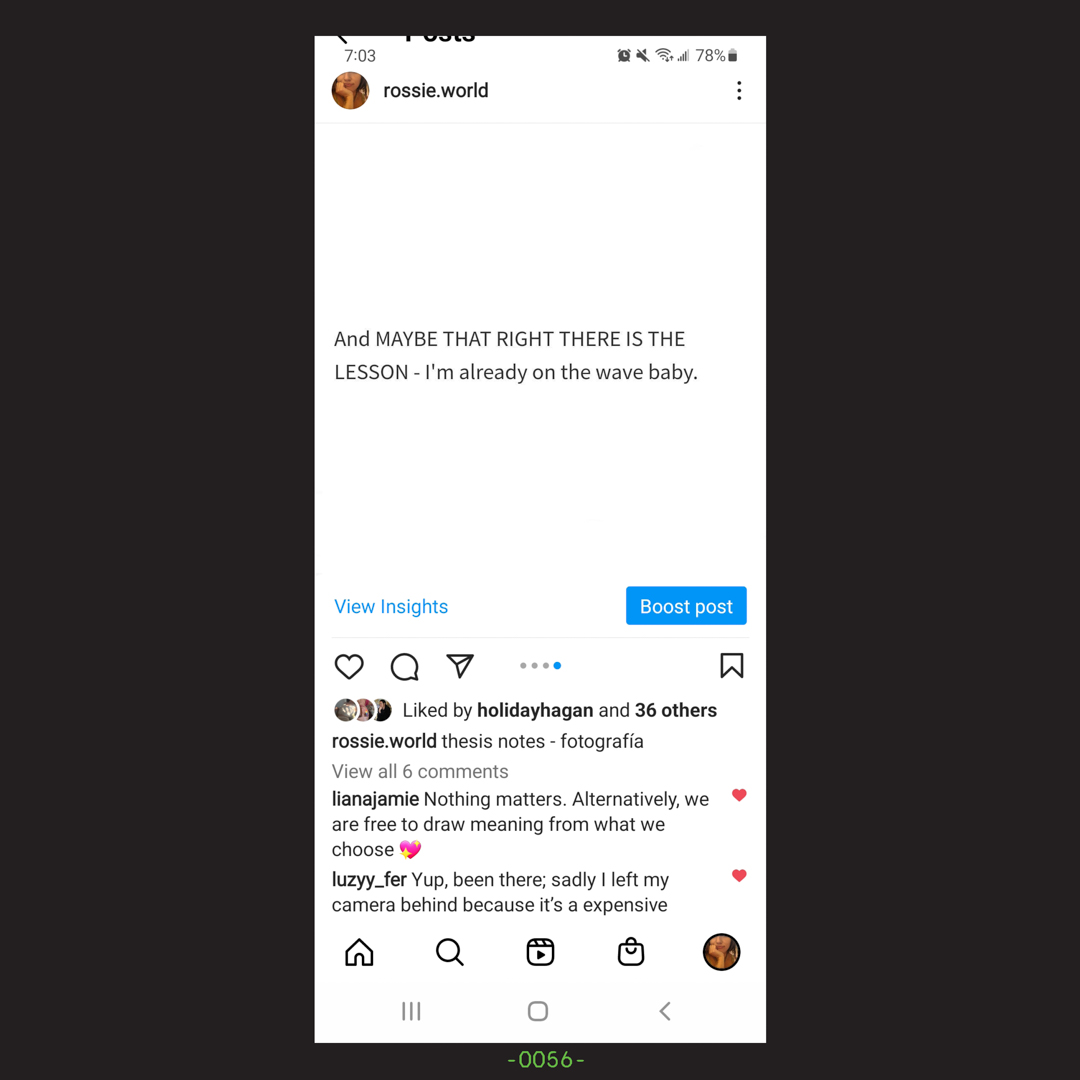 Posts
7:03
78%
rossie.world
And MAYBE THAT RIGHT THERE IS THE
LESSON - I'm already on the wave baby.
View Insights
Boost post
Liked by holidayhagan and 36 others
rossie.world thesis notes - fotografía
View all 6 comments
lianajamie Nothing matters. Alternatively, we
are free to draw meaning from what we
choose 💖
luzyy_fer Yup, been there; sadly I left my
camera behind because it’s a expensive
-0056-